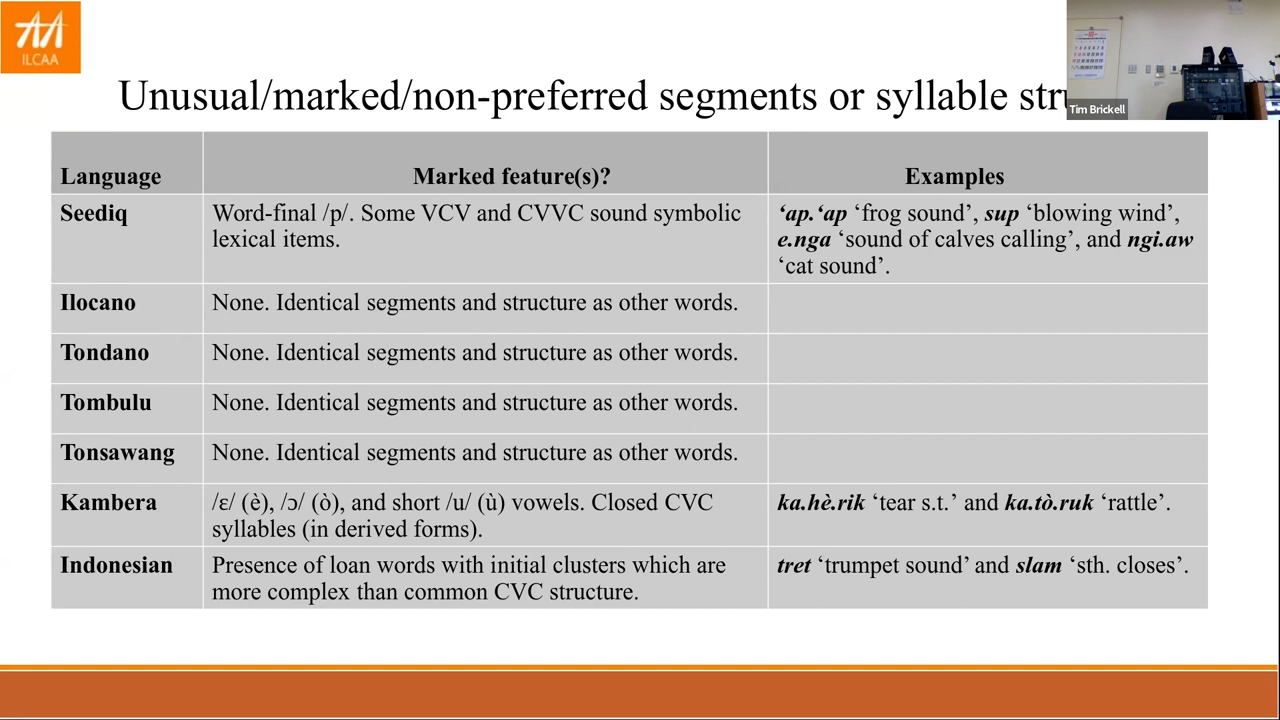 ILCAA
Unusual/marked/non-preferred segments or syllable
Tim Brickell
Language Marked feature(s)? Examples
Seediq Word-final /p/. Some VCV and CVVC sound symbolic lexical items. ‘ap.‘ap ‘frog sound’, sup ‘blowing wind’,
e.nga ‘sound of calves calling’, and ngi.aw
‘cat sound’.
Ilocano None. Identical segments and structure as other words.
Tondano None. Identical segments and structure as other words.
Tombulu None. Identical segments and structure as other words.
Tonsawang None. Identical segments and structure as other words.
Kambera /ɛ/ (è), /ɔ/ (ò), and short /u/ (ù) vowels. Closed CVC
syllables (in derived forms). ka.hè.rik ‘tear s.t.’ and ka.tò.ruk ‘rattle’.
Indonesian Presence of loan words with initial clusters which are
more complex than common CVC structure. tret ‘trumpet sound’ and slam ‘sth. closes’.